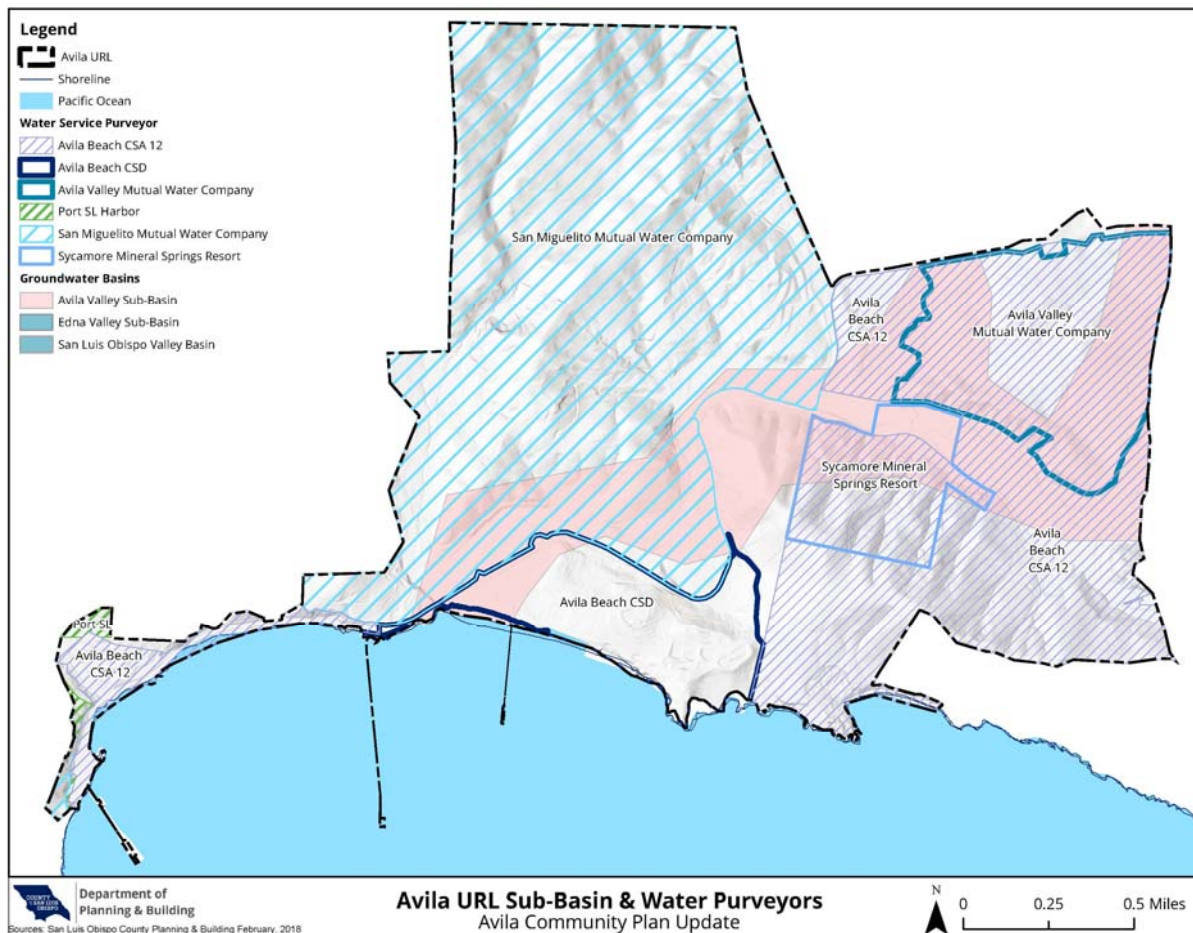 Legend
Avila URL
Shoreline
Pacific Ocean
Water Service Purveyor
Avila Beach CSA 12
Avila Beach CSD
Avila Valley Mutual Water Company
Port SL Harbor
San Miguelito Mutual Water Company
Sycamore Mineral Springs Resort
Groundwater Basins
Avila Valley Sub-Basin
Edna Valley Sub-Basin
San Luis Obispo Valley Basin
San Miguelito Mutual Water Company
Avila
Beach
CSA 12
Avila Valley
Mutual Water Company
Sycamore Mineral
Springs Resort
Avila
Beach
CSA 12
Avila Beach CSD
Port SL
Avila Beach
CSA 12
COUNTY
OF SAN LUIS
OBISPO
Department of
Planning & Building
Sources: San Luis Obispo County Planning & Building February, 2018
Avila URL Sub-Basin & Water Purveyors
Avila Community Plan Update
N
0 0.25 0.5 Miles